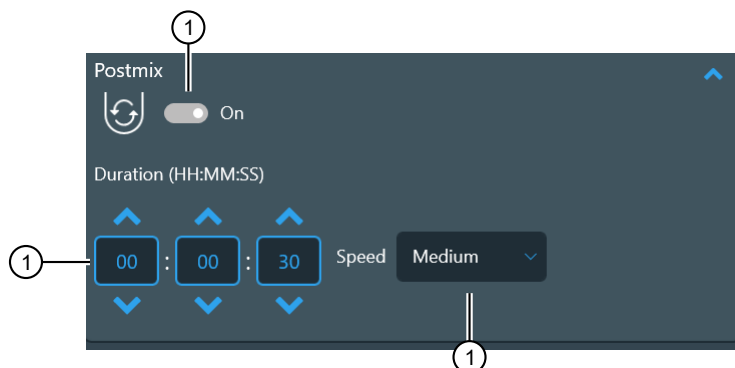 1
Postmix
On
Duration (HH:MM:SS)
1
00 : 00 : 30 Speed Medium
1